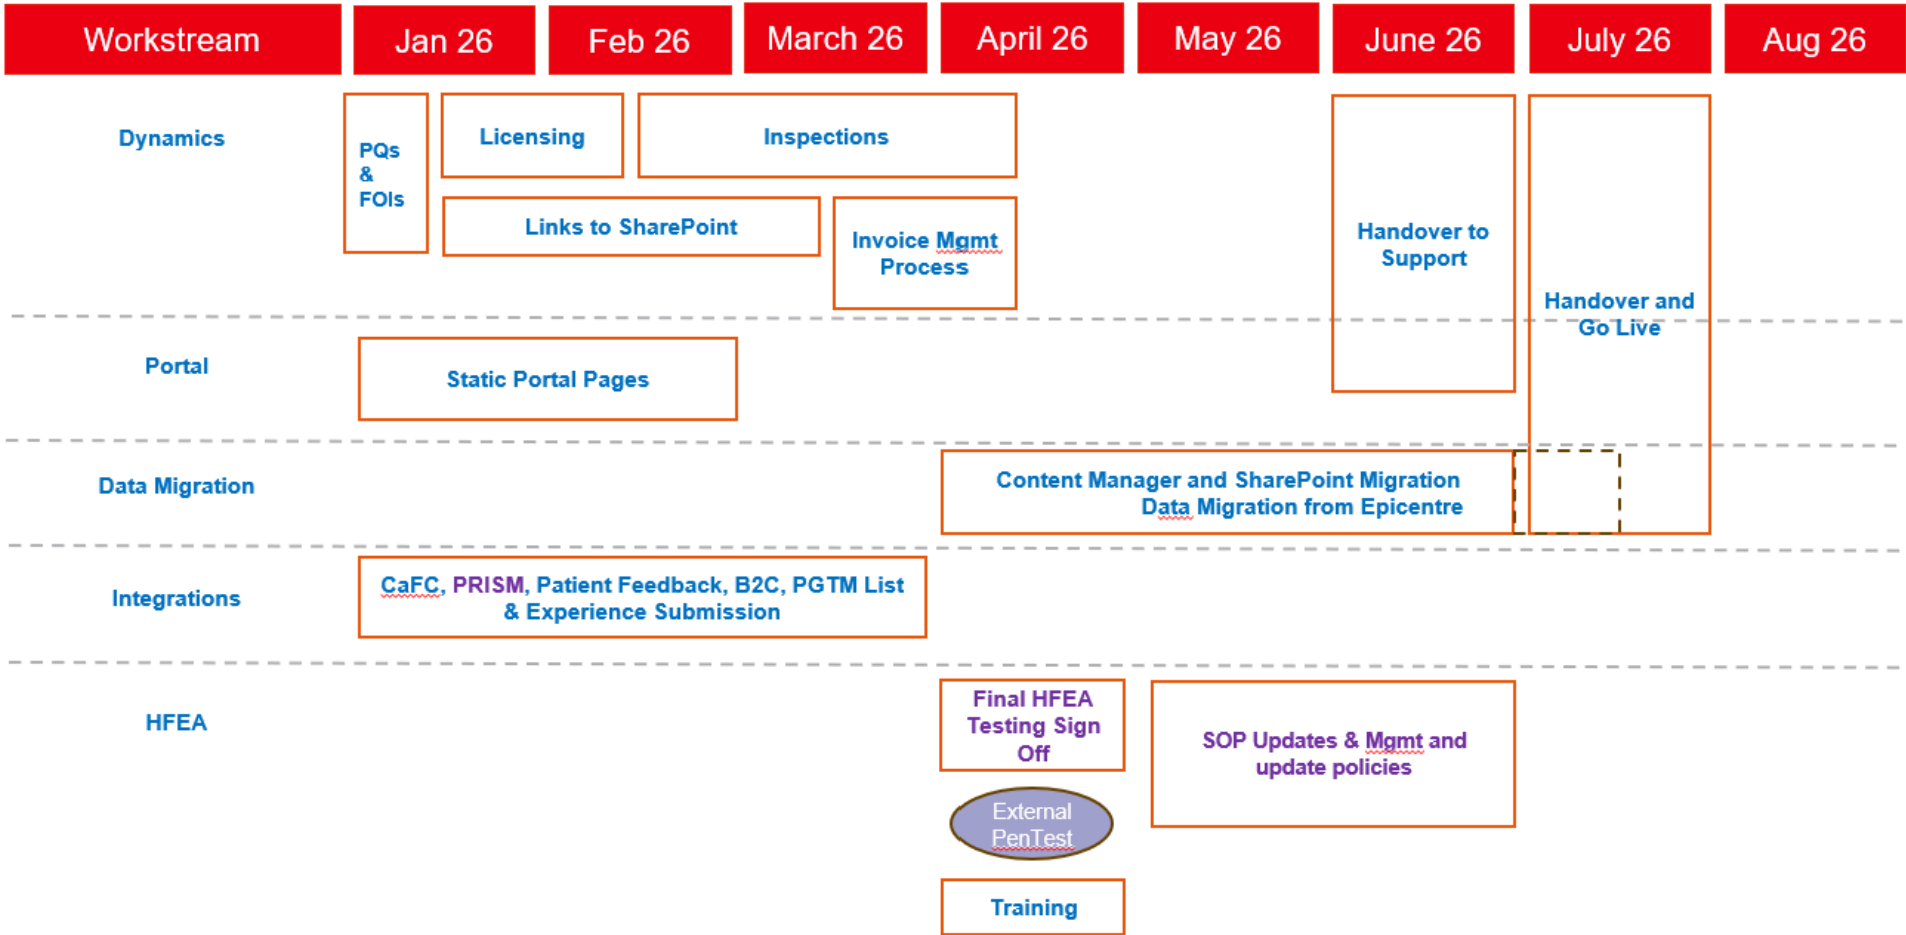 Workstream
Jan 26
Feb 26
March 26
April 26
May 26
June 26
July 26
Aug 26
Dynamics
PQs
&
FOIs
Licensing
Inspections
Links to SharePoint
Invoice Mgmt
Process
Handover to
Support
Handover and
Go Live
Portal
Static Portal Pages
Data Migration
Content Manager and SharePoint Migration
Data Migration from Epicentre
Integrations
CaFC, PRISM, Patient Feedback, B2C, PGTM List
& Experience Submission
HFEA
Final HFEA
Testing Sign
Off
SOP Updates & Mgmt and
update policies
External
PenTest
Training